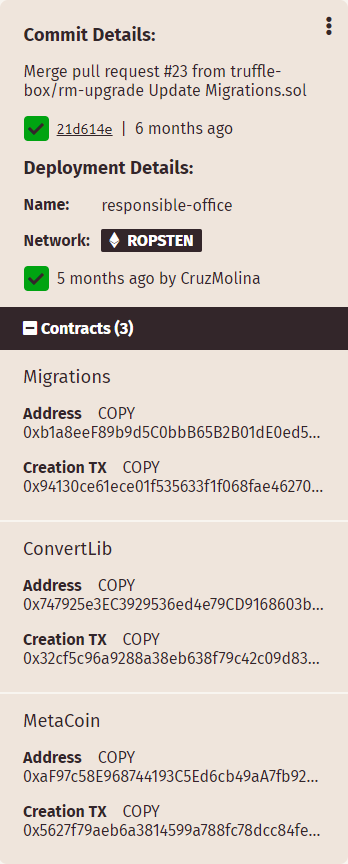 Commit Details:
Merge pull request #23 from truffle-
box/rm-upgrade Update Migrations.sol
21d614e | 6 months ago
Deployment Details:
Name: responsible-office
Network: ROPSTEN
5 months ago by CruzMolina
Contracts (3)
Migrations
Address COPY
0xb1a8eeF89b9d5C0bbB65B2B01dE0ed5...
Creation TX COPY
0x94130ce61ece01f535633f1f068fae46270...
ConvertLib
Address COPY
0x747925e3EC3929536ed4e79CD9168603b...
Creation TX COPY
0x32cf5c96a9288a38eb638f79c42c09d83...
MetaCoin
Address COPY
0xaF97c58E968744193C5Ed6cb49aA7fb92...
Creation TX COPY
0x5627f79aeb6a3814599a788fc78dcc84fe...